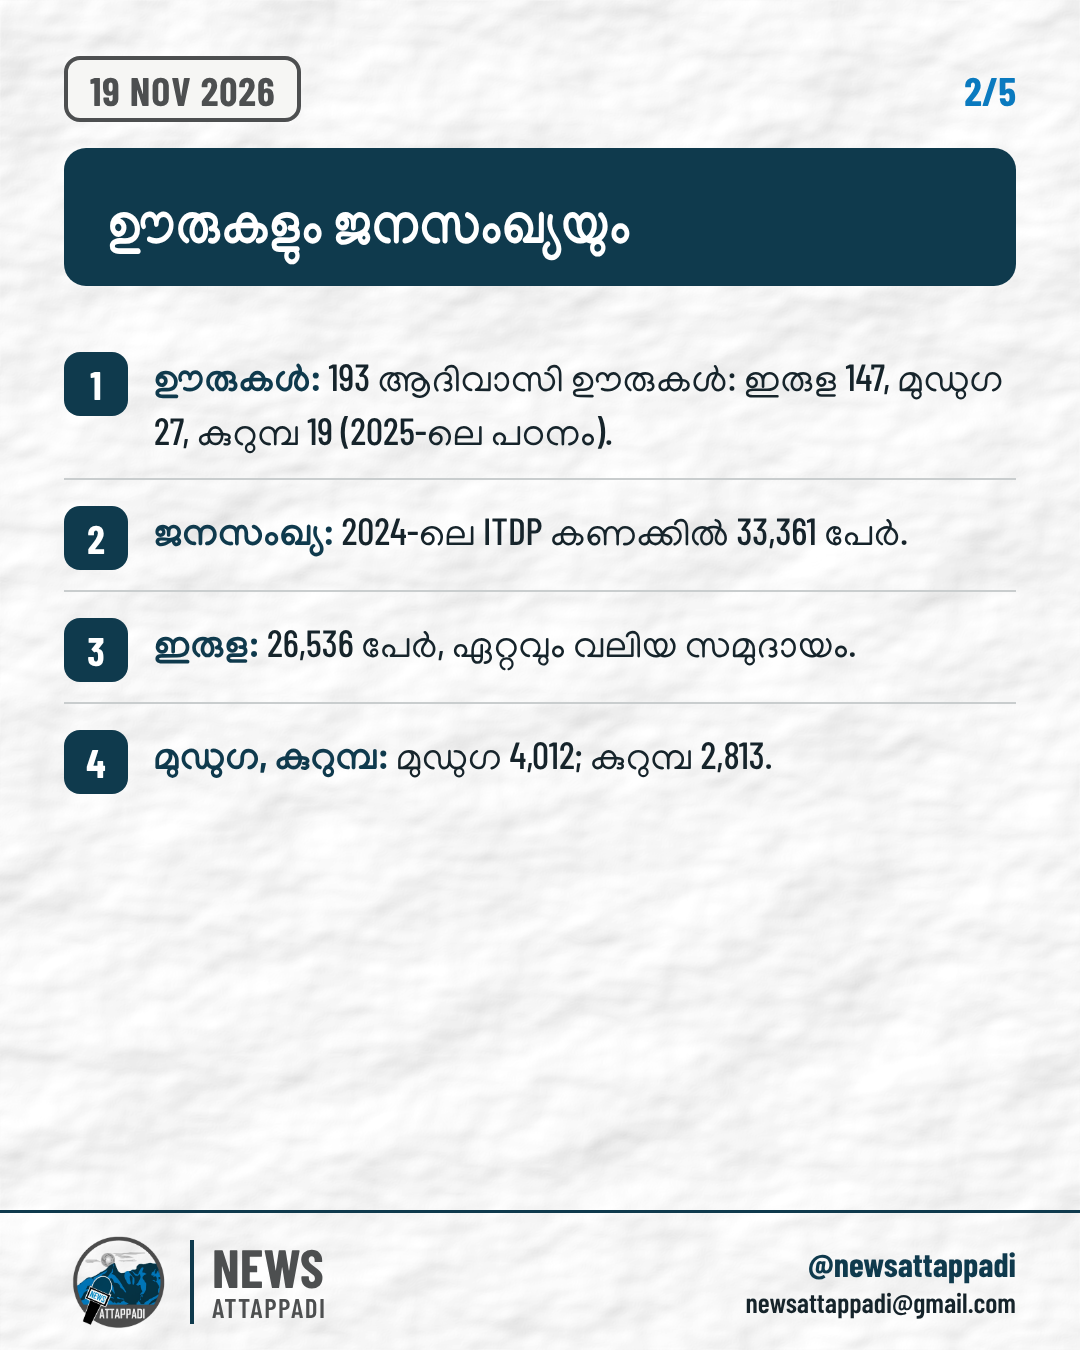 19 NOV 2026
2/5
ഊരുകളും ജനസംഖ്യയും
1
ഊരുകൾ: 193 ആദിവാസി ഊരുകൾ: ഇരുള 147, മുഡുഗ
27, കുറുമ്പ 19 (2025-ലെ പഠനം).
2
ജനസംഖ്യ: 2024-ലെ ITDP കണക്കിൽ 33,361 പേർ.
3
ഇരുള: 26,536 പേർ, ഏറ്റവും വലിയ സമുദായം.
4
മുഡുഗ, കുറുമ്പ: മുഡുഗ 4,012; കുറുമ്പ 2,813.
NEWS
ATTAPPADI
NEWS
ATTAPPADI
@newsattappadi
newsattappadi@gmail.com